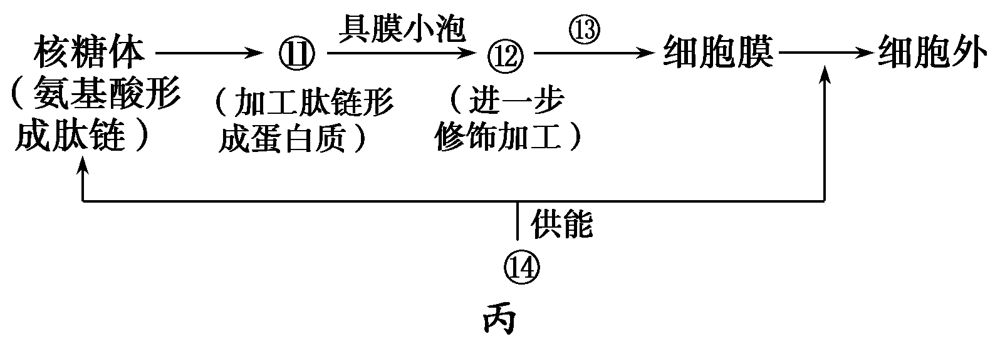 具膜小泡
⑬
核糖体
⑪
⑫
细胞膜
细胞外
(氨基酸形
成肽链)
(加工肽链形
成蛋白质)
(进一步
修饰加工)
供能
⑭
丙